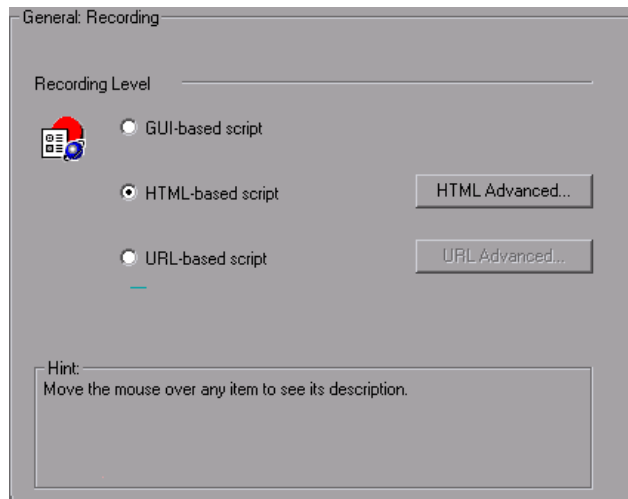 General: Recording
Recording Level
GUI-based script
HTML-based script
HTML Advanced...
URL-based script
URL Advanced...
Hint:
Move the mouse over any item to see its description.